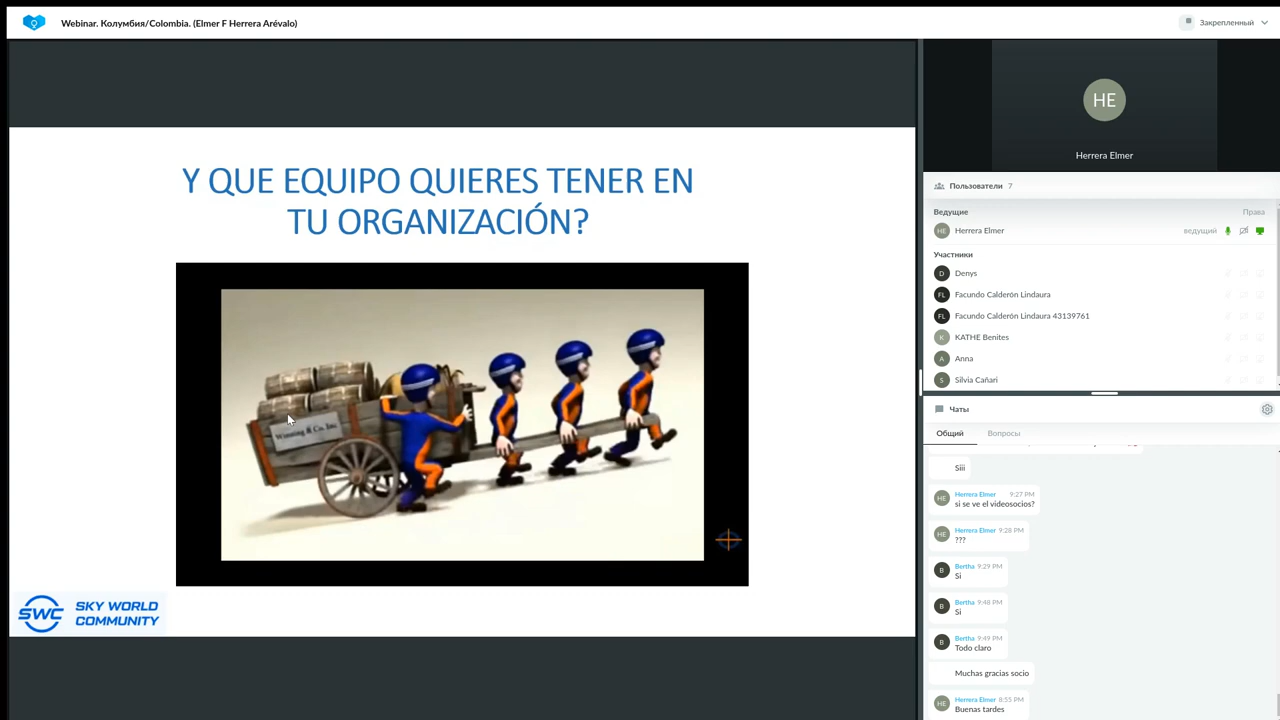 Webinar. Колумбия/Colombia. (Elmer F Herrera Arévalo)
Закрепленный
Y QUE EQUIPO QUIERES TENER EN
TU ORGANIZACIÓN?
Winning & Co. Inc.
SWC SKY WORLD
COMMUNITY
HE
Herrera Elmer
Пользователи 7
Ведущие Права
HE Herrera Elmer ведущий
Участники
D Denys
FL Facundo Calderón Lindaura
FL Facundo Calderón Lindaura 43139761
K KATHE Benites
A Anna
S Silvia Cañari
Чаты
Общий Вопросы
Siii
HE Herrera Elmer 9:27 PM
si se ve el videosocios?
HE Herrera Elmer 9:28 PM
???
B Bertha 9:29 PM
Si
B Bertha 9:48 PM
Si
B Bertha 9:49 PM
Todo claro
Muchas gracias socio
HE Herrera Elmer 8:55 PM
Buenas tardes